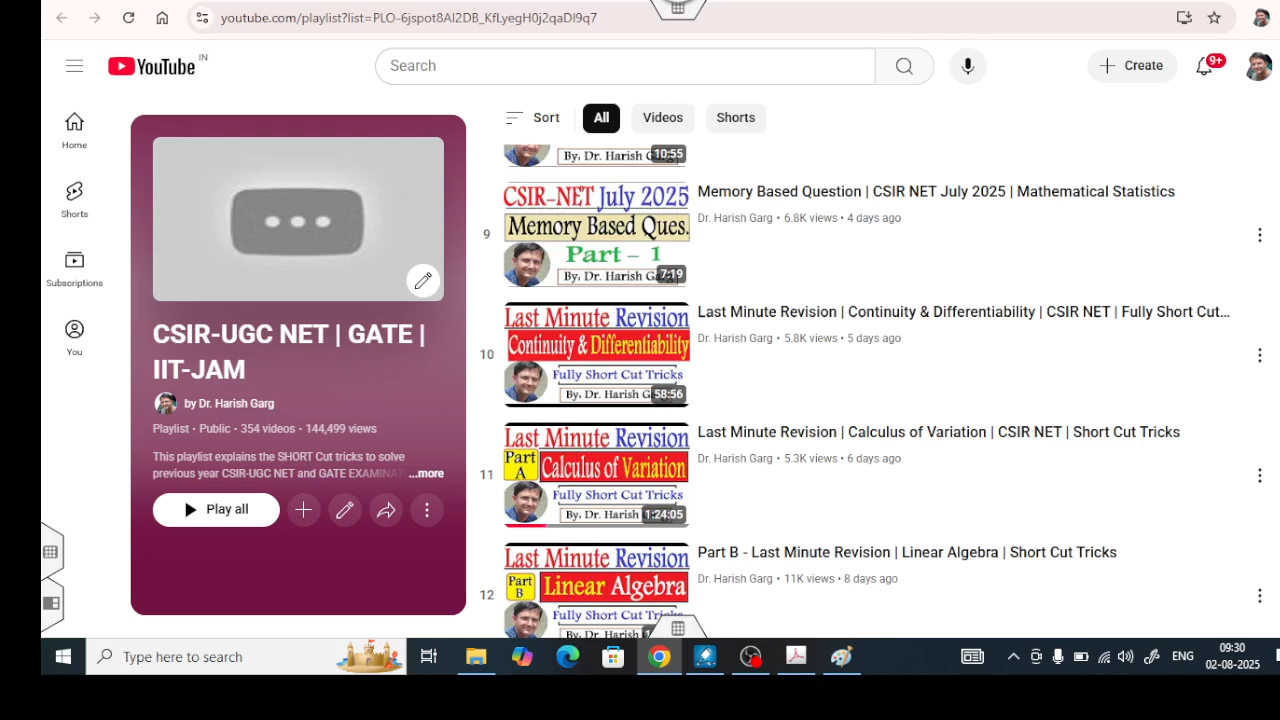 youtube.com/playlist?list=PLO-6jspot8Al2DB_KfLyegH0j2qaDl9q7
YouTube IN
Search
Create
9+
Home
Shorts
Subscriptions
You
CSIR-UGC NET | GATE |
IIT-JAM
by Dr. Harish Garg
Playlist • Public • 354 videos • 144,499 views
This playlist explains the SHORT Cut tricks to solve
previous year CSIR-UGC NET and GATE EXAMINAT ...more
Play all
Sort
All
Videos
Shorts
By: Dr. Harish G
10:55
9
CSIR-NET July 2025
Memory Based Ques.
Part - 1
By: Dr. Harish Ga
7:19
Memory Based Question | CSIR NET July 2025 | Mathematical Statistics
Dr. Harish Garg • 6.8K views • 4 days ago
10
Last Minute Revision
Continuity & Differentiability
Fully Short Cut Tricks
By: Dr. Harish G
58:56
Last Minute Revision | Continuity & Differentiability | CSIR NET | Fully Short Cut...
Dr. Harish Garg • 5.8K views • 5 days ago
11
Last Minute Revision
Part A
Calculus of Variation
Fully Short Cut Tricks
By: Dr. Harish
1:24:05
Last Minute Revision | Calculus of Variation | CSIR NET | Short Cut Tricks
Dr. Harish Garg • 5.3K views • 6 days ago
12
Last Minute Revision
Part B
Linear Algebra
Fully Short Cut
By: Dr. Harish
Part B - Last Minute Revision | Linear Algebra | Short Cut Tricks
Dr. Harish Garg • 11K views • 8 days ago
Type here to search
ENG
09:30
02-08-2025